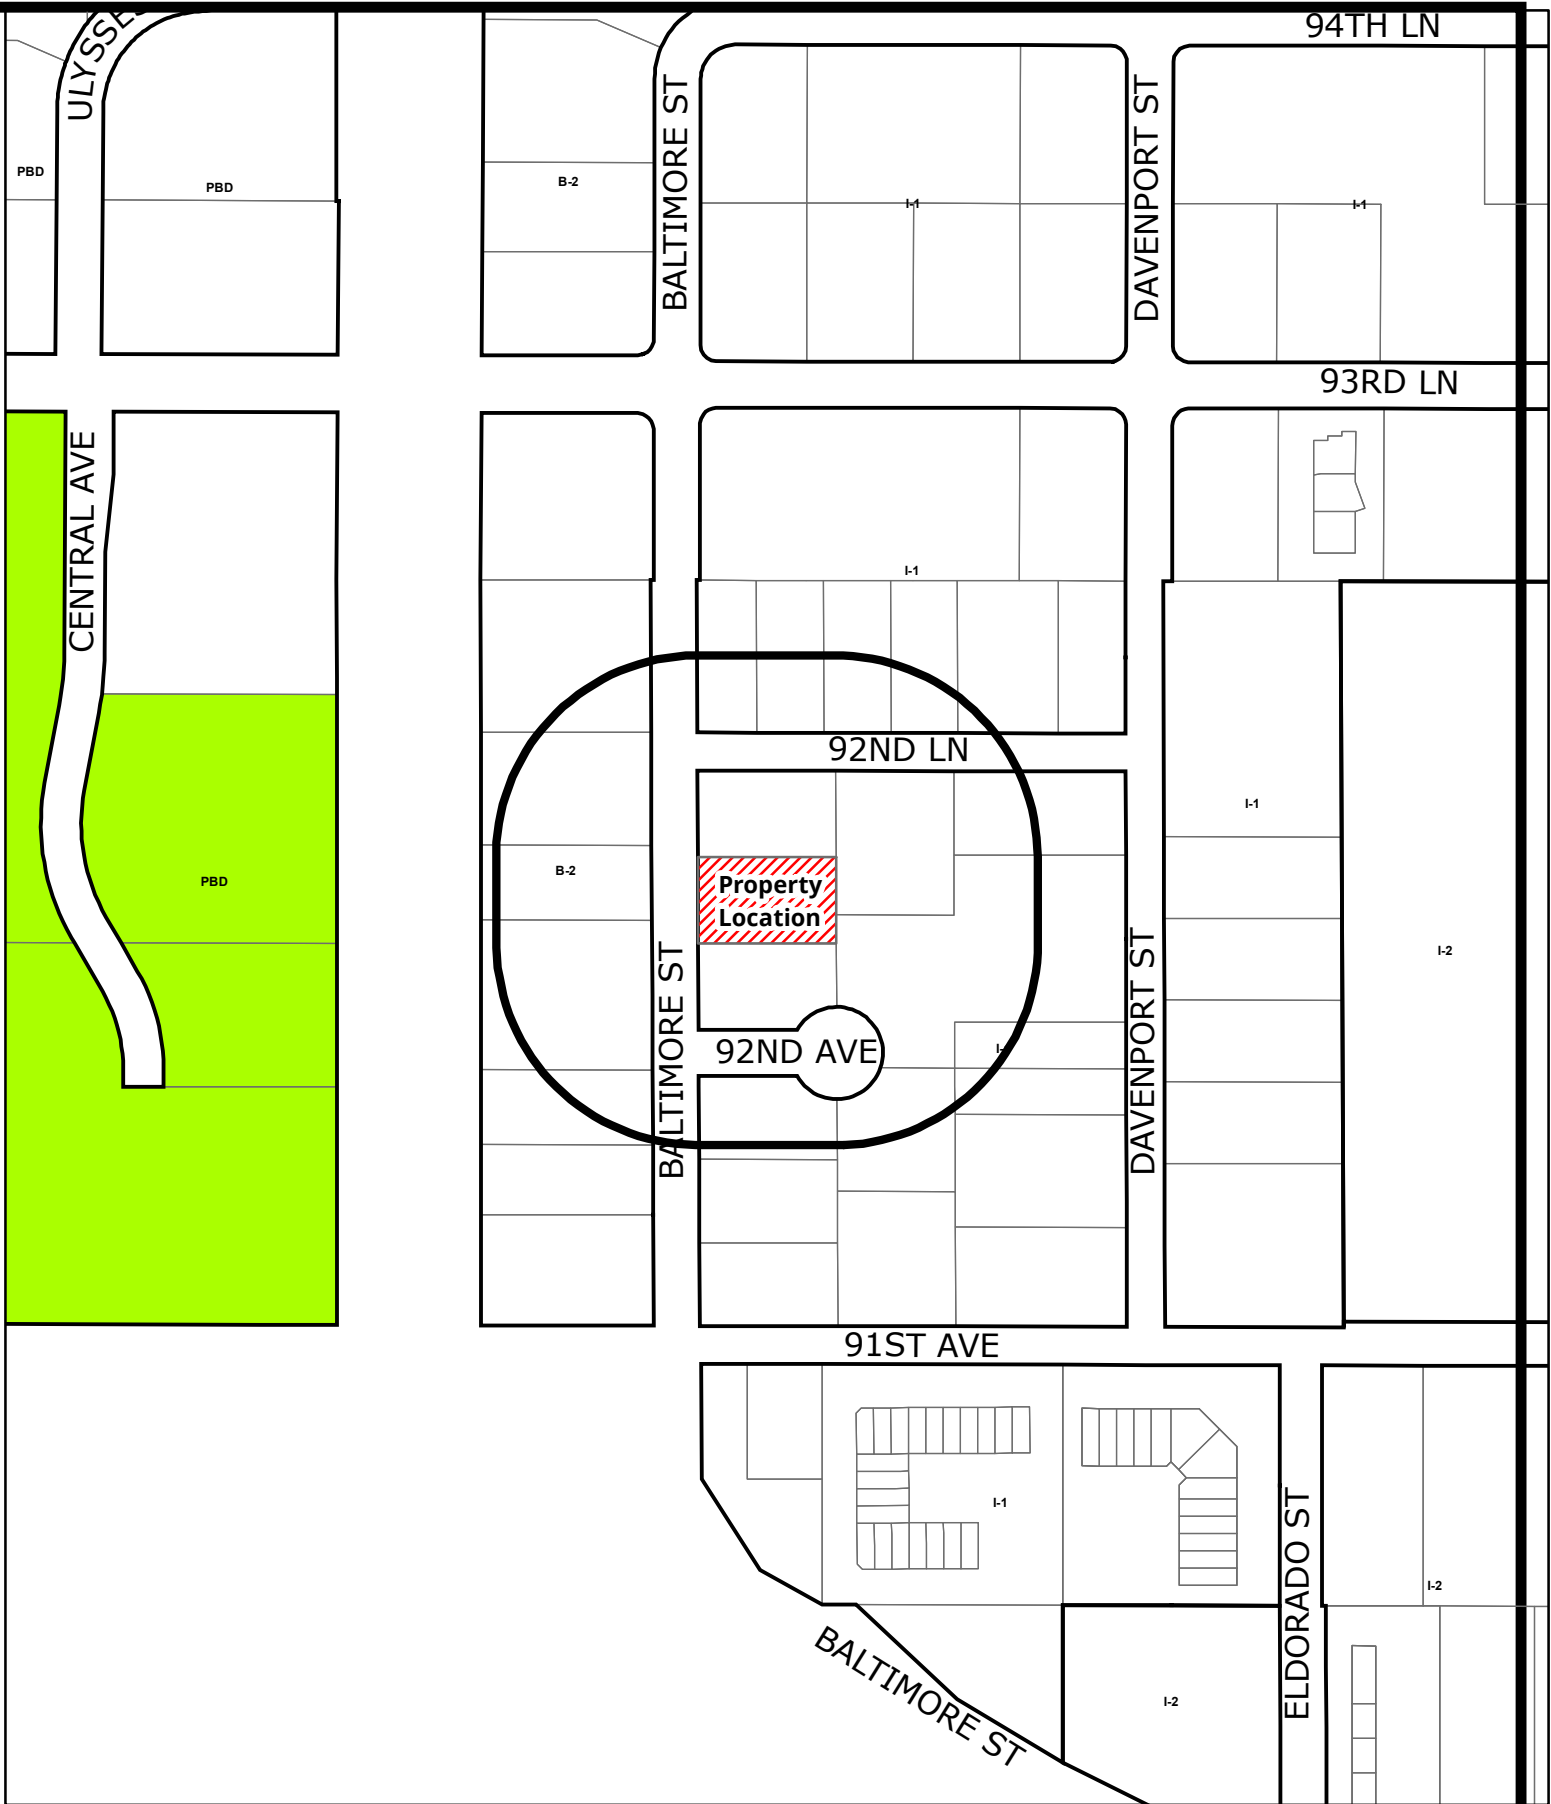 94TH LN
ULYSSES
BALTIMORE ST
DAVENPORT ST
PBD
PBD
B-2
I-1
I-1
93RD LN
CENTRAL AVE
I-1
92ND LN
I-1
B-2
PBD
Property
Location
I-2
BALTIMORE ST
DAVENPORT ST
92ND AVE
91ST AVE
I-1
ELDORADO ST
I-2
BALTIMORE ST
I-2